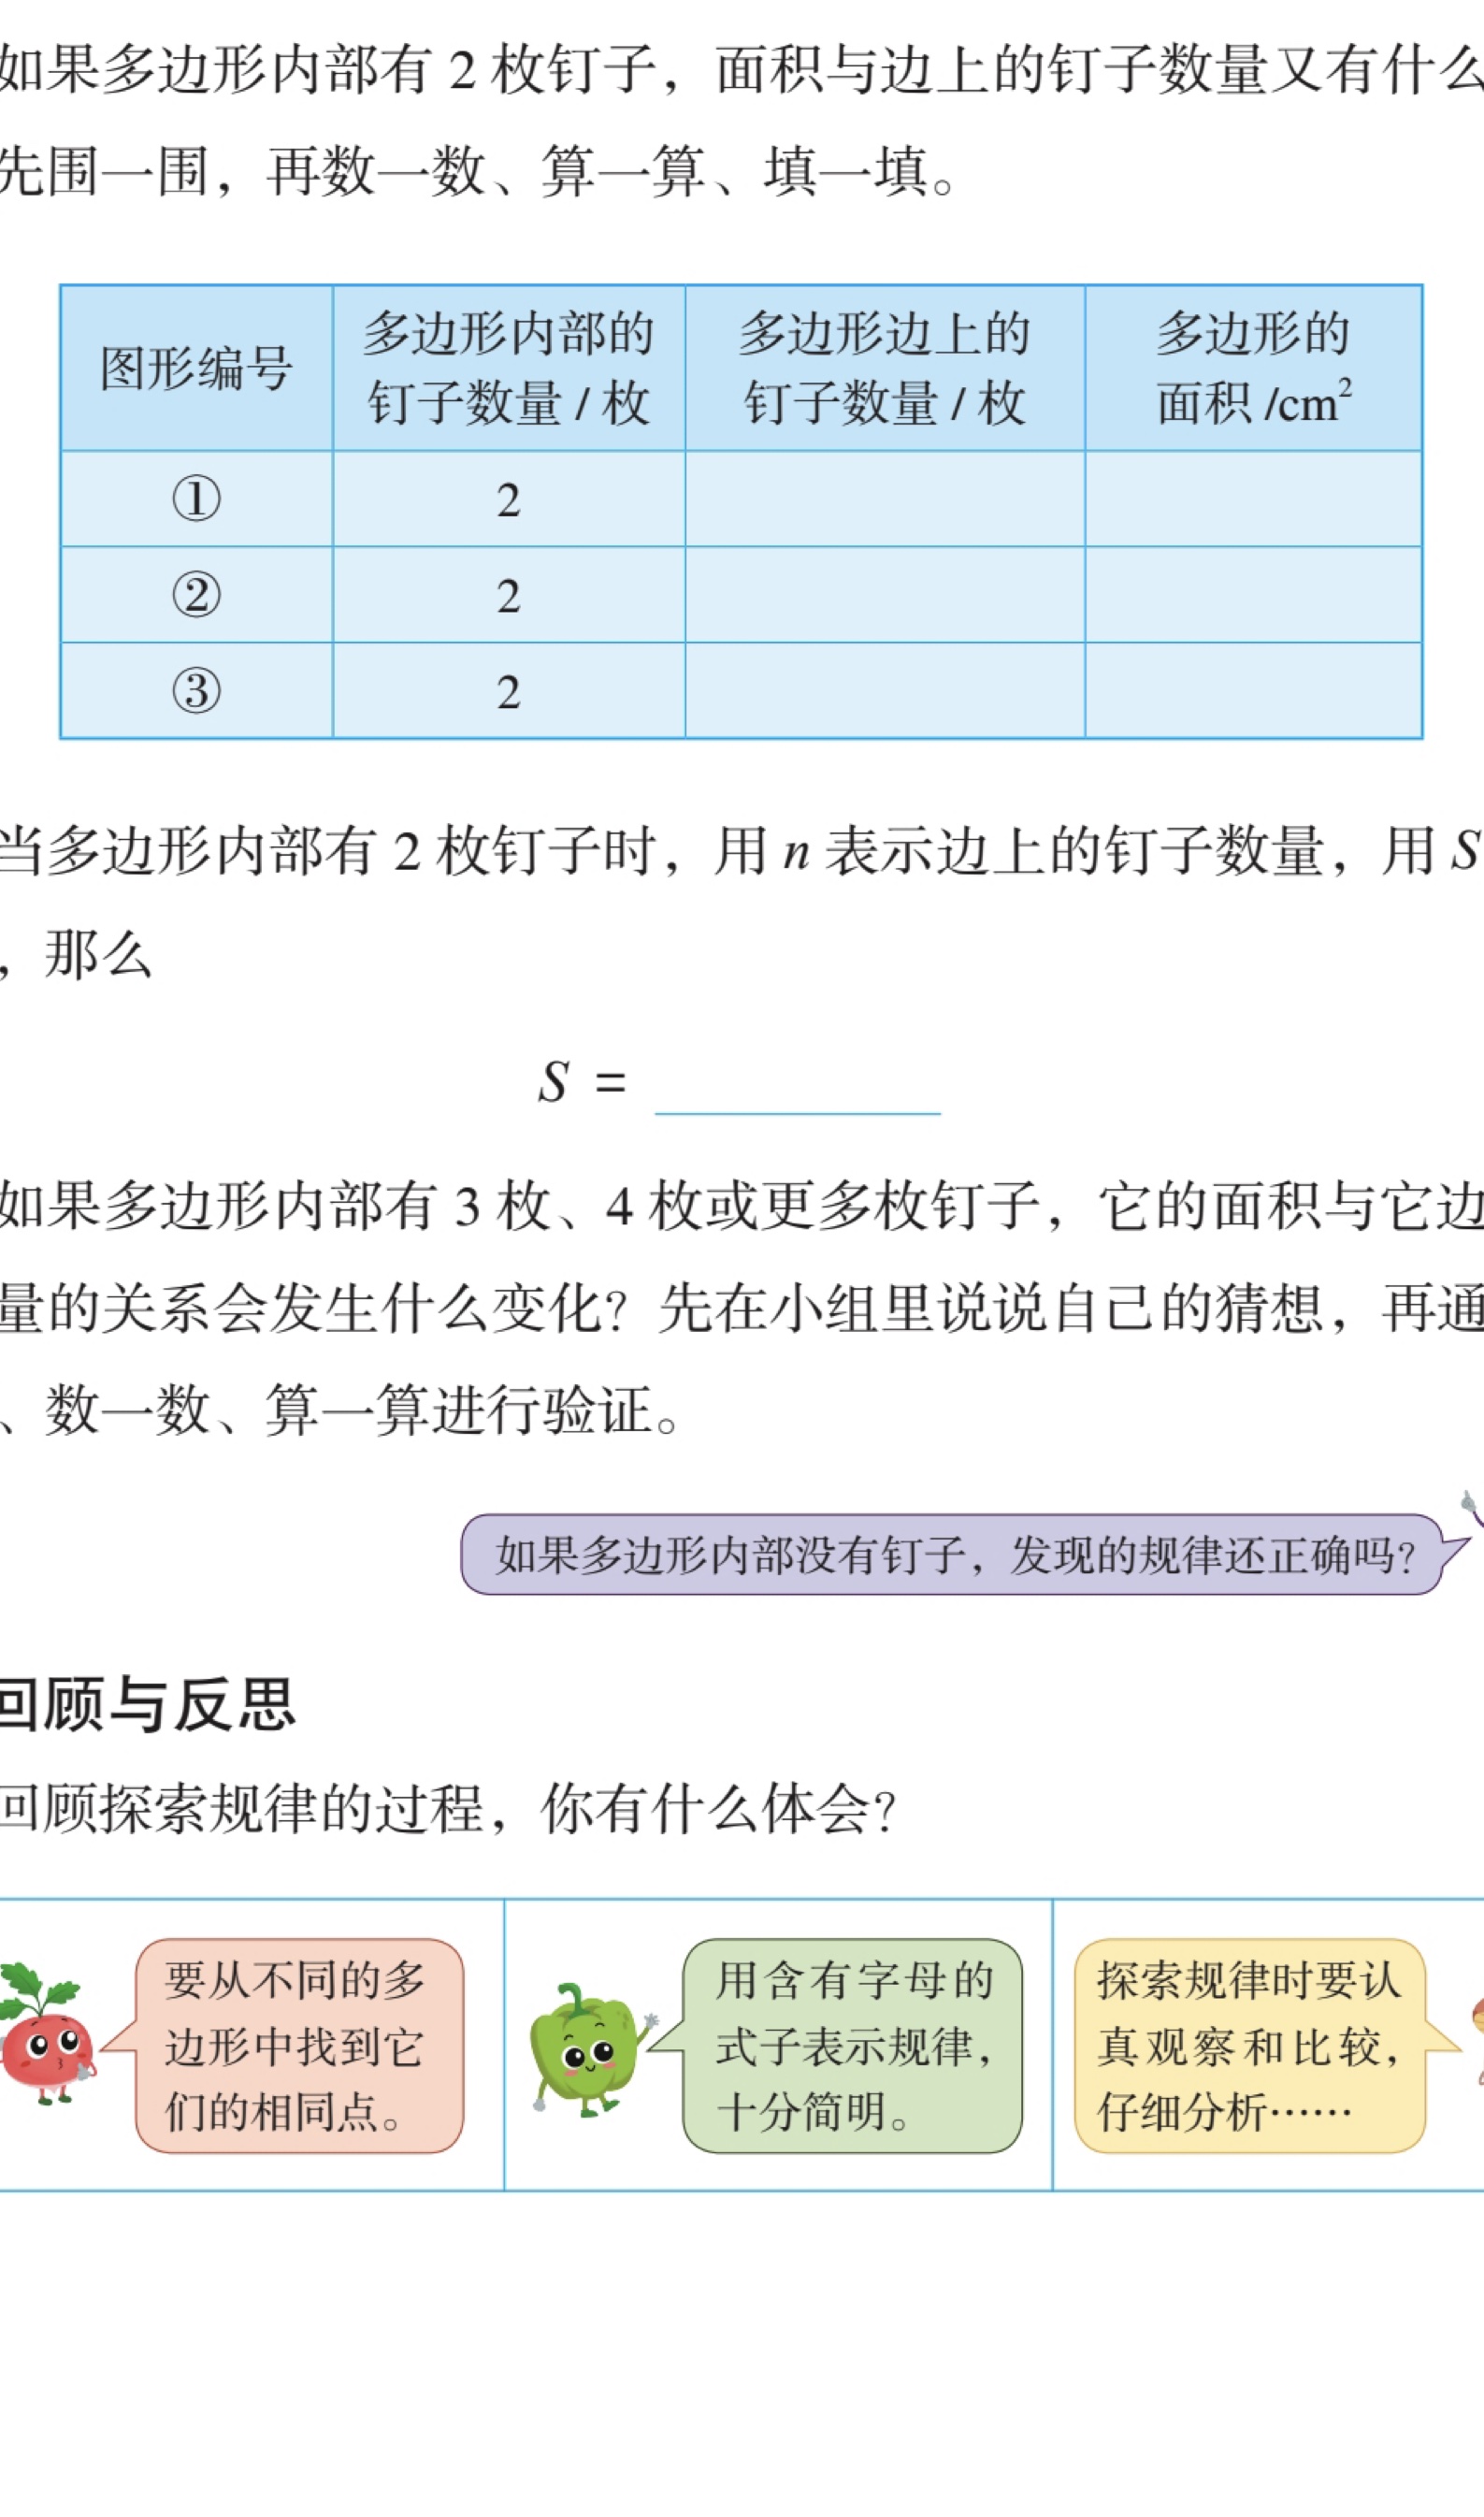 如果多边形内部有 2 枚钉子，面积与边上的钉子数量又有什么
先围一围，再数一数、算一算、填一填。
图形编号 多边形内部的钉子数量 / 枚 多边形边上的钉子数量 / 枚 多边形的面积 /cm²
① 2
② 2
③ 2
当多边形内部有 2 枚钉子时，用 n 表示边上的钉子数量，用 S
，那么
S =
如果多边形内部有 3 枚、4 枚或更多枚钉子，它的面积与它边
量的关系会发生什么变化？先在小组里说说自己的猜想，再通
、数一数、算一算进行验证。
如果多边形内部没有钉子，发现的规律还正确吗？
回顾与反思
回顾探索规律的过程，你有什么体会？
要从不同的多
边形中找到它
们的相同点。
用含有字母的
式子表示规律，
十分简明。
探索规律时要认
真观察和比较，
仔细分析……